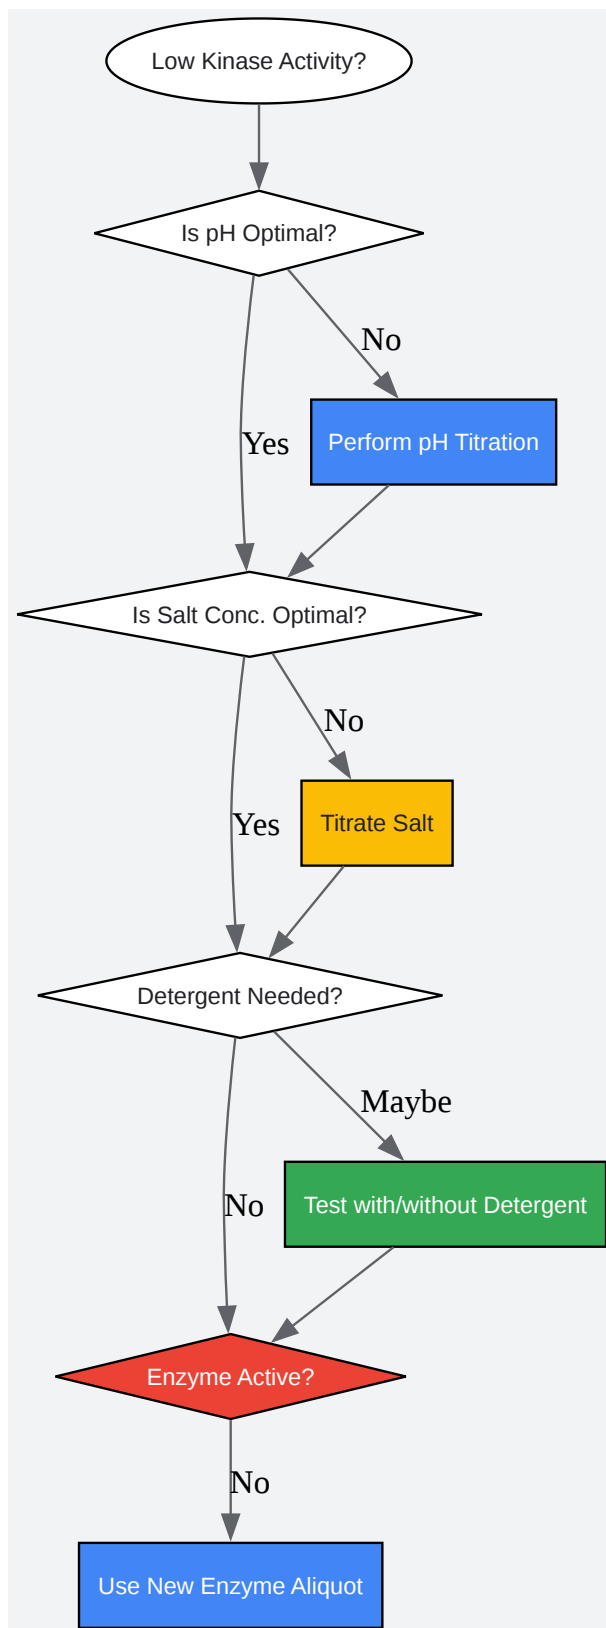 Low Kinase Activity?
Is pH Optimal?
No
Perform pH Titration
Yes
Is Salt Conc. Optimal?
No
Titrate Salt
Yes
Detergent Needed?
Maybe
Test with/without Detergent
No
Enzyme Active?
No
Use New Enzyme Aliquot